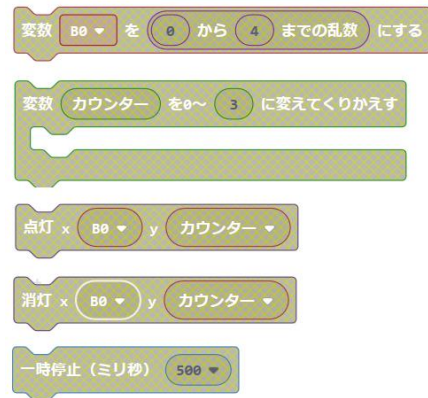 変数 B0 を 0 から 4 までの乱数 にする
変数 カウンター を0～ 3 に変えてくりかえす
点灯 x B0 y カウンター
消灯 x B0 y カウンター
一時停止（ミリ秒） 500